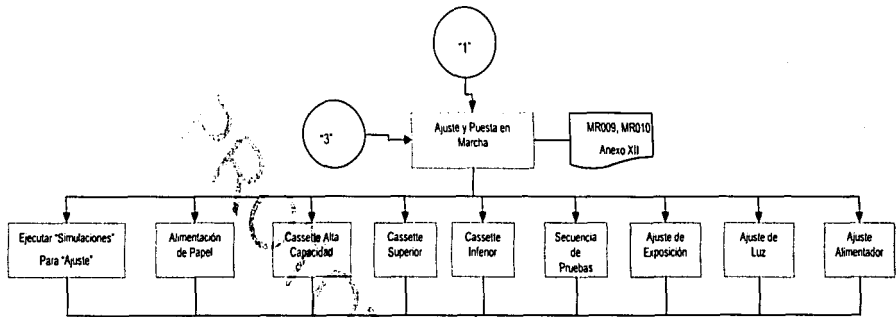 "1"
"3"
Ajuste y Puesta en
Marcha
MR009, MR010
Anexo XII
Ejecutar "Simulaciones"
Para "Ajuste"
Alimentación
de Papel
Cassette Alta
Capacidad
Cassette
Superior
Cassette
Inferior
Secuencia
de
Pruebas
Ajuste de
Exposición
Ajuste de
Luz
Ajuste
Alimentador